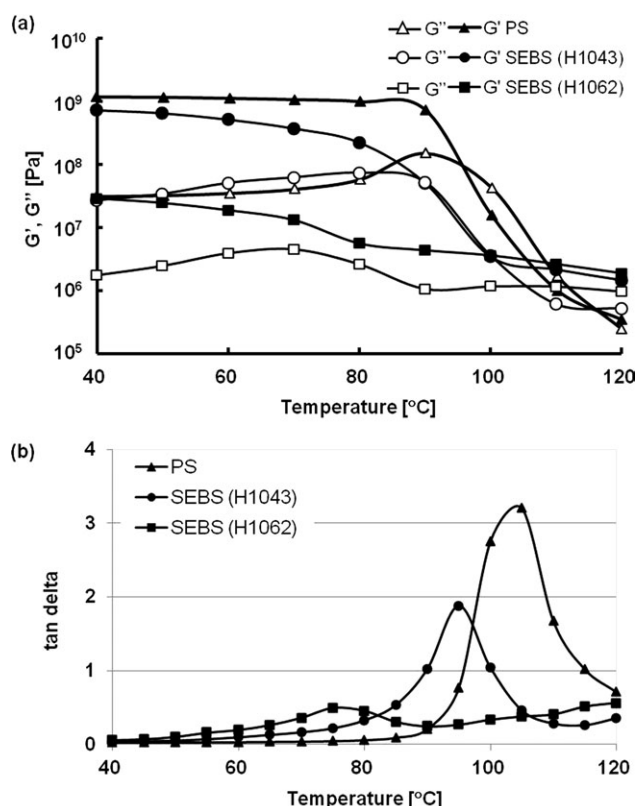 (a)
10¹⁰
10⁹
10⁸
10⁷
10⁶
10⁵
G', G'' [Pa]
G'' G' PS
G'' G' SEBS (H1043)
G'' G' SEBS (H1062)
40 60 80 100 120
Temperature [°C]
(b)
4
3
2
1
0
tan delta
PS
SEBS (H1043)
SEBS (H1062)
40 60 80 100 120
Temperature [°C]